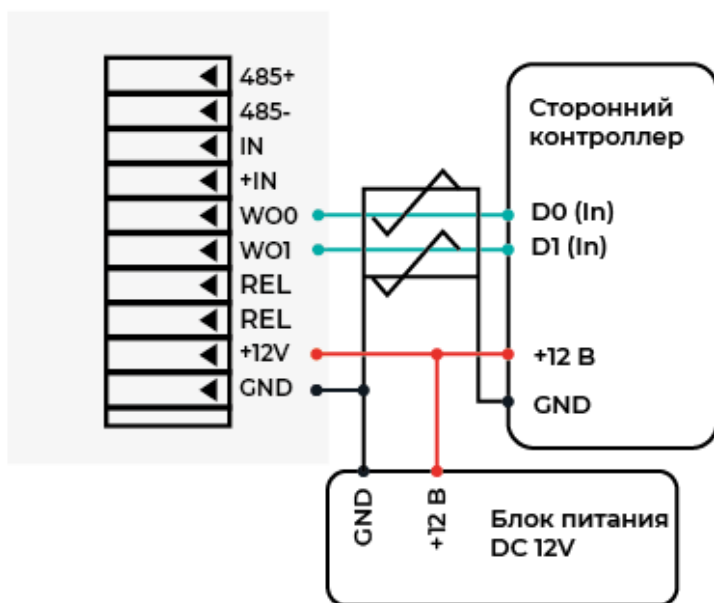 485+
485-
IN
+IN
WO0
WO1
REL
REL
+12V
GND
Сторонний
контроллер
D0 (In)
D1 (In)
+12 В
GND
GND
+12 В
Блок питания
DC 12V